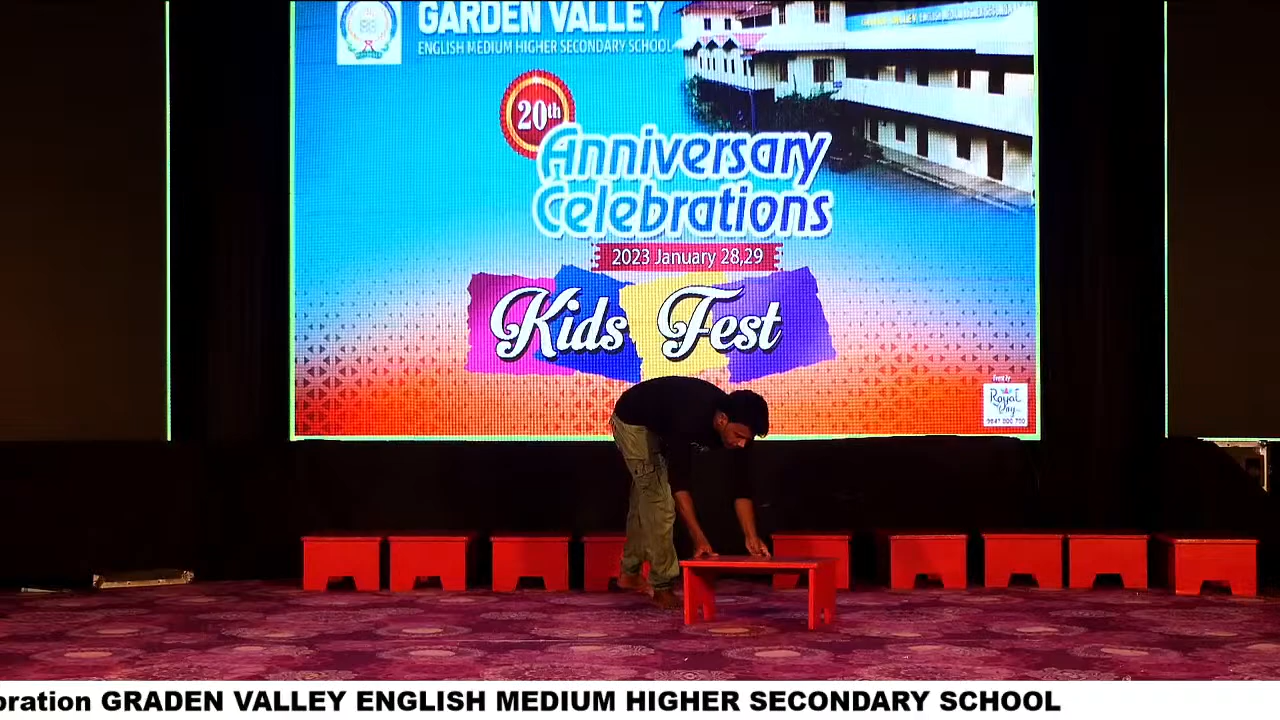 GARDEN VALLEY
ENGLISH MEDIUM HIGHER SECONDARY SCHOOL
20th
Anniversary
Celebrations
2023 January 28,29
Kids Fest
Royal
bration GRADEN VALLEY ENGLISH MEDIUM HIGHER SECONDARY SCHOOL